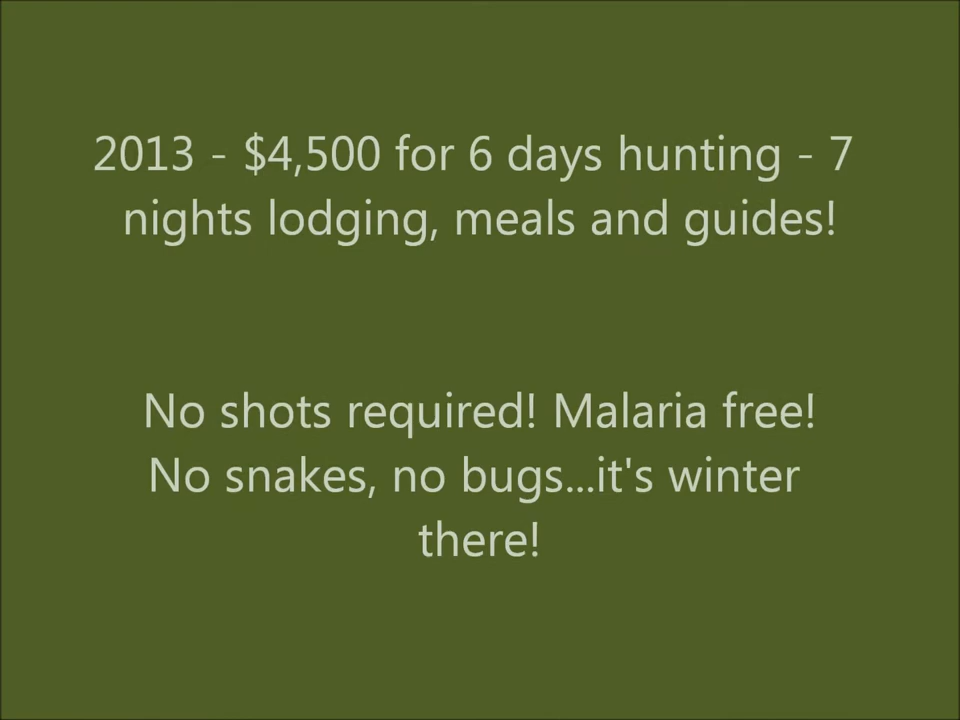 2013 - $4,500 for 6 days hunting - 7
nights lodging, meals and guides!
No shots required! Malaria free!
No snakes, no bugs...it's winter
there!